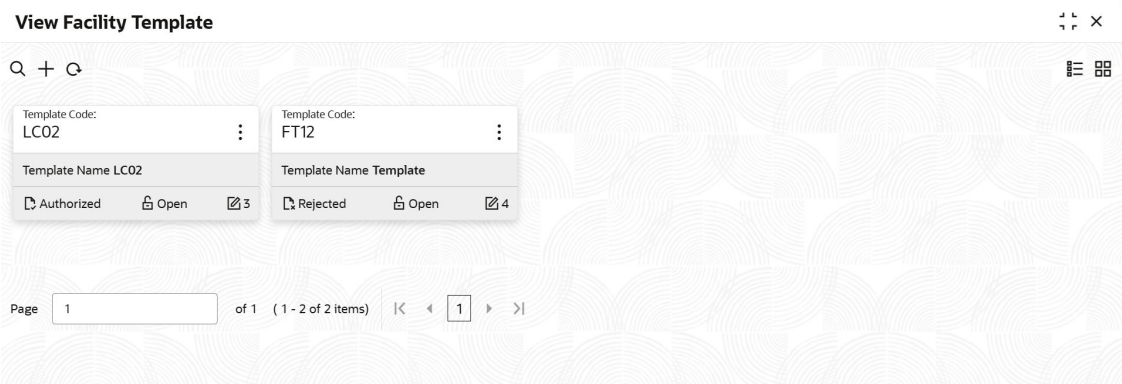 View Facility Template
Template Code:
LC02
Template Name LC02
Authorized Open 3
Template Code:
FT12
Template Name Template
Rejected Open 4
Page 1 of 1 ( 1 - 2 of 2 items) 1